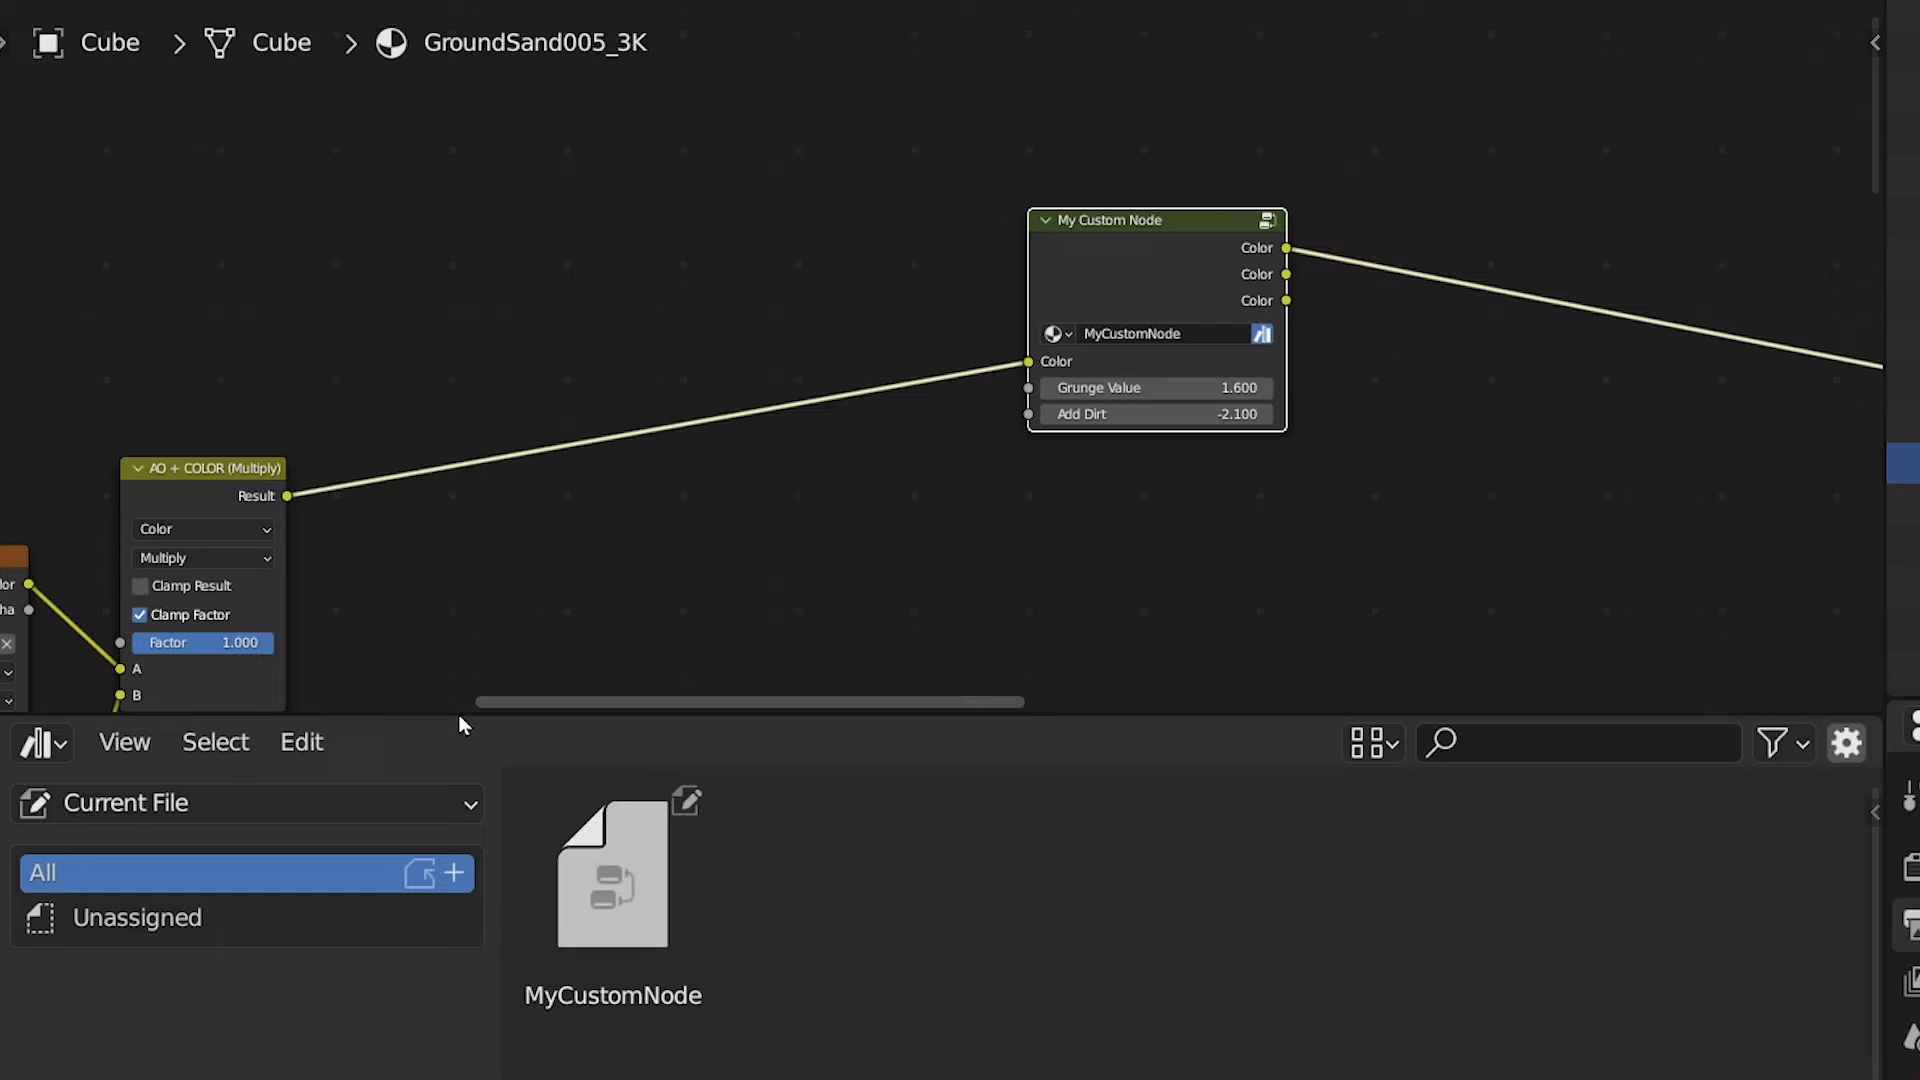 Cube
Cube
GroundSand005_3K
My Custom Node
Color
Color
Color
MyCustomNode
Color
Grunge Value 1.600
Add Dirt -2.100
AO + COLOR (Multiply)
Result
Color
Multiply
Clamp Result
Clamp Factor
Factor 1.000
A
B
lor
ha
View Select Edit
Current File
All
Unassigned
MyCustomNode